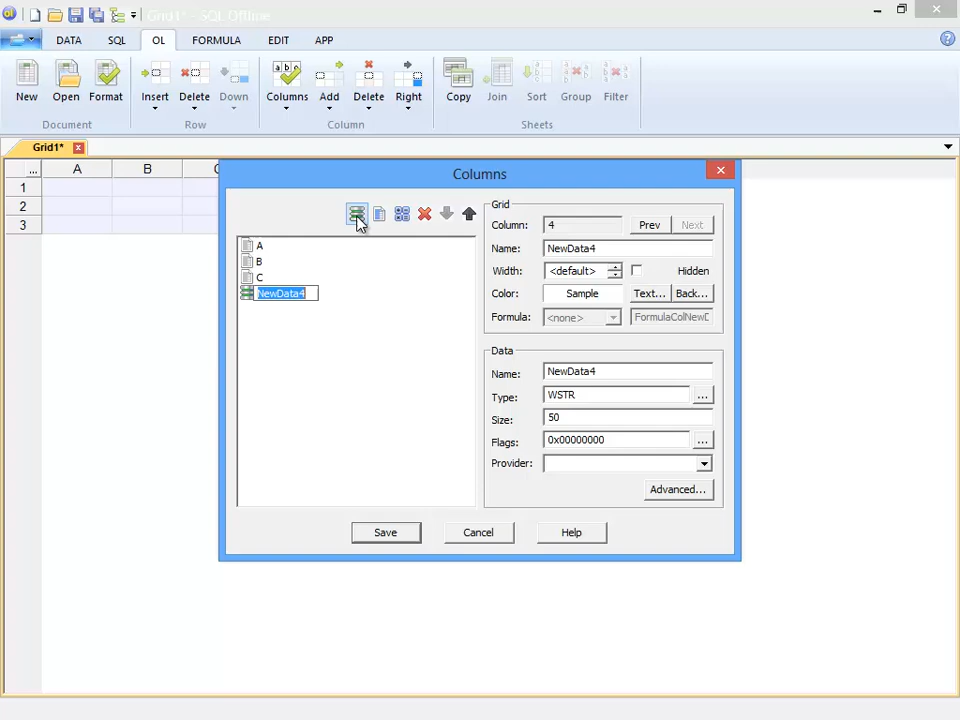 Grid1* - SQL Offline
DATA SQL OL FORMULA EDIT APP
New Open Format Insert Delete Down Columns Add Delete Right Copy Join Sort Group Filter
a b c
Document Row Column Sheets
Grid1*
... A B C
1
2
3
Columns
A
B
C
NewData4
Grid
Column: 4 Prev Next
Name: NewData4
Width: <default> Hidden
Color: Sample Text... Back...
Formula: <none> FormulaColNewD
Data
Name: NewData4
Type: WSTR ...
Size: 50
Flags: 0x00000000 ...
Provider:
Advanced...
Save Cancel Help